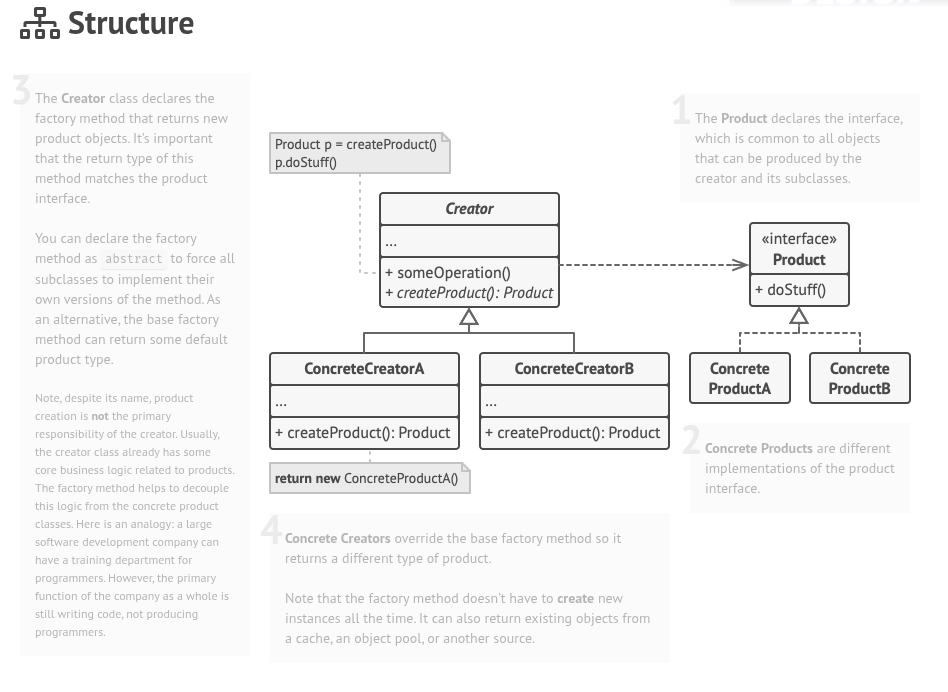 Structure
3
The Creator class declares the
factory method that returns new
product objects. It's important
that the return type of this
method matches the product
interface.
You can declare the factory
method as abstract to force all
subclasses to implement their
own versions of the method. As
an alternative, the base factory
method can return some default
product type.
Note, despite its name, product
creation is not the primary
responsibility of the creator. Usually,
the creator class already has some
core business logic related to products.
The factory method helps to decouple
this logic from the concrete product
classes. Here is an analogy: a large
software development company can
have a training department for
programmers. However, the primary
function of the company as a whole is
still writing code, not producing
programmers.
Product p = createProduct()
p.doStuff()
Creator
...
+ someOperation()
+ createProduct(): Product
ConcreteCreatorA
...
+ createProduct(): Product
ConcreteCreatorB
...
+ createProduct(): Product
return new ConcreteProductA()
1
The Product declares the interface,
which is common to all objects
that can be produced by the
creator and its subclasses.
«interface»
Product
+ doStuff()
Concrete
ProductA
Concrete
ProductB
2
Concrete Products are different
implementations of the product
interface.
4
Concrete Creators override the base factory method so it
returns a different type of product.
Note that the factory method doesn't have to create new
instances all the time. It can also return existing objects from
a cache, an object pool, or another source.